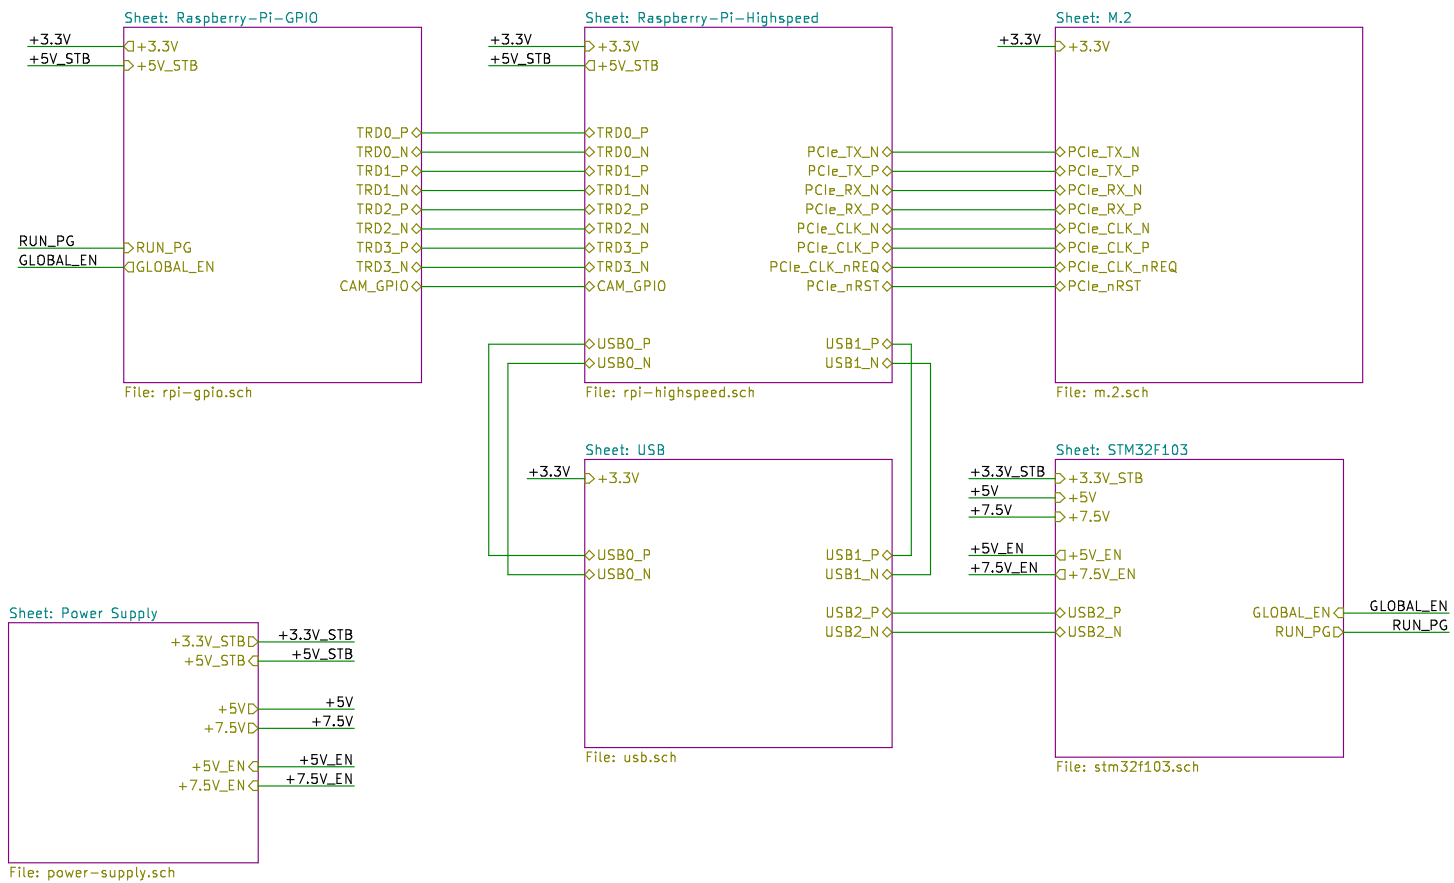 Sheet: Raspberry-Pi-GPIO
+3.3V
+3.3V
+5V_STB
+5V_STB
TRD0_P
TRD0_N
TRD1_P
TRD1_N
TRD2_P
TRD2_N
RUN_PG
RUN_PG
TRD3_P
GLOBAL_EN
GLOBAL_EN
TRD3_N
CAM_GPIO
File: rpi-gpio.sch
Sheet: Raspberry-Pi-Highspeed
+3.3V
+3.3V
+5V_STB
+5V_STB
TRD0_P
TRD0_N
PCIe_TX_N
TRD1_P
PCIe_TX_P
TRD1_N
PCIe_RX_N
TRD2_P
PCIe_RX_P
TRD2_N
PCIe_CLK_N
TRD3_P
PCIe_CLK_P
TRD3_N
PCIe_CLK_nREQ
CAM_GPIO
PCIe_nRST
USB0_P
USB1_P
USB0_N
USB1_N
File: rpi-highspeed.sch
Sheet: M.2
+3.3V
+3.3V
PCIe_TX_N
PCIe_TX_P
PCIe_RX_N
PCIe_RX_P
PCIe_CLK_N
PCIe_CLK_P
PCIe_CLK_nREQ
PCIe_nRST
File: m.2.sch
Sheet: USB
+3.3V
+3.3V
USB0_P
USB1_P
USB0_N
USB1_N
USB2_P
USB2_N
File: usb.sch
Sheet: STM32F103
+3.3V_STB
+3.3V_STB
+5V
+5V
+7.5V
+7.5V
+5V_EN
+5V_EN
+7.5V_EN
+7.5V_EN
USB2_P
GLOBAL_EN
GLOBAL_EN
USB2_N
RUN_PG
RUN_PG
File: stm32f103.sch
Sheet: Power Supply
+3.3V_STB
+3.3V_STB
+5V_STB
+5V_STB
+5V
+5V
+7.5V
+7.5V
+5V_EN
+5V_EN
+7.5V_EN
+7.5V_EN
File: power-supply.sch